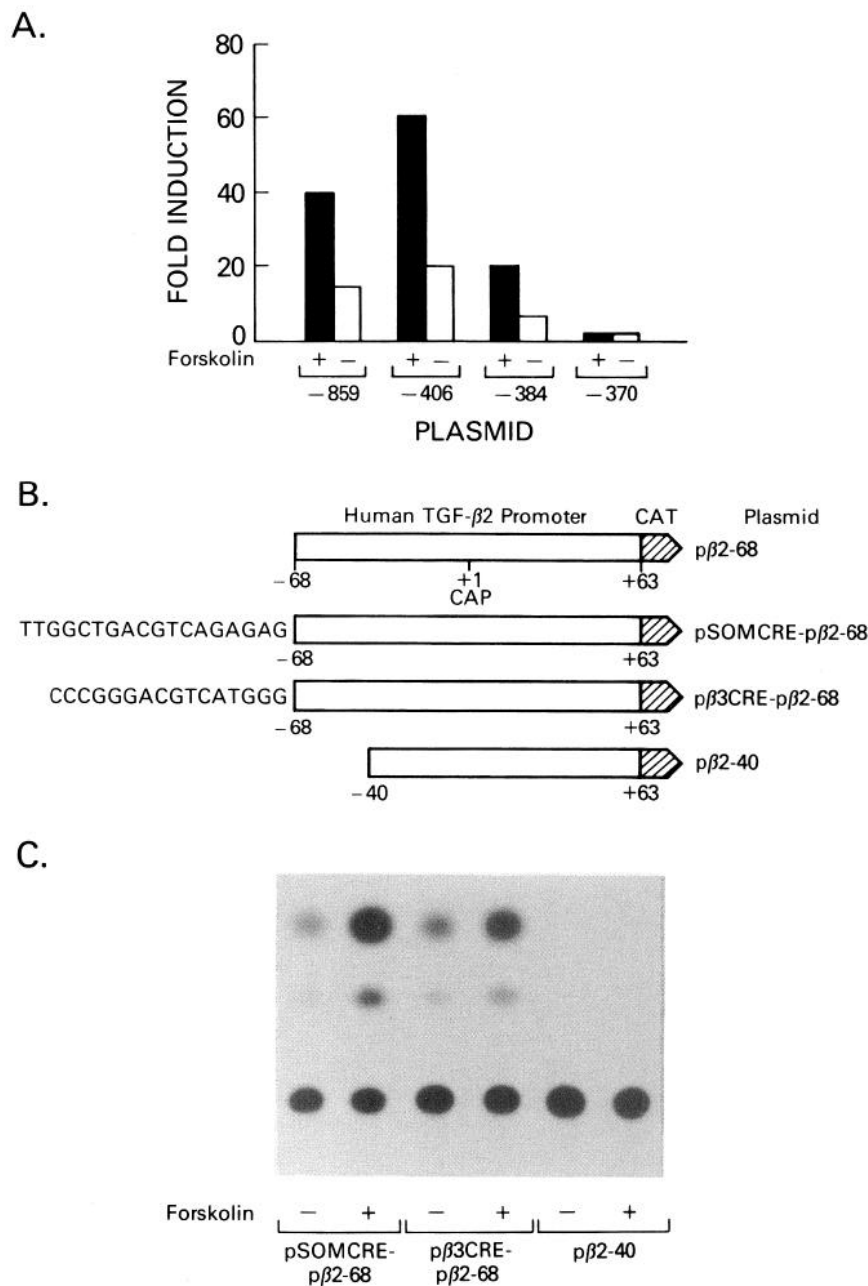 A.
80
60
40
20
0
FOLD INDUCTION
Forskolin + − + − + − + −
−859 −406 −384 −370
PLASMID
B.
Human TGF-β2 Promoter CAT Plasmid
pβ2-68
−68 +1 +63
CAP
TTGGCTGACGTCAGAGAG pSOMCRE-pβ2-68
−68 +63
CCCGGGACGTCATGGG pβ3CRE-pβ2-68
−68 +63
pβ2-40
−40 +63
C.
Forskolin − + − + − +
pSOMCRE- pβ3CRE- pβ2-40
pβ2-68 pβ2-68